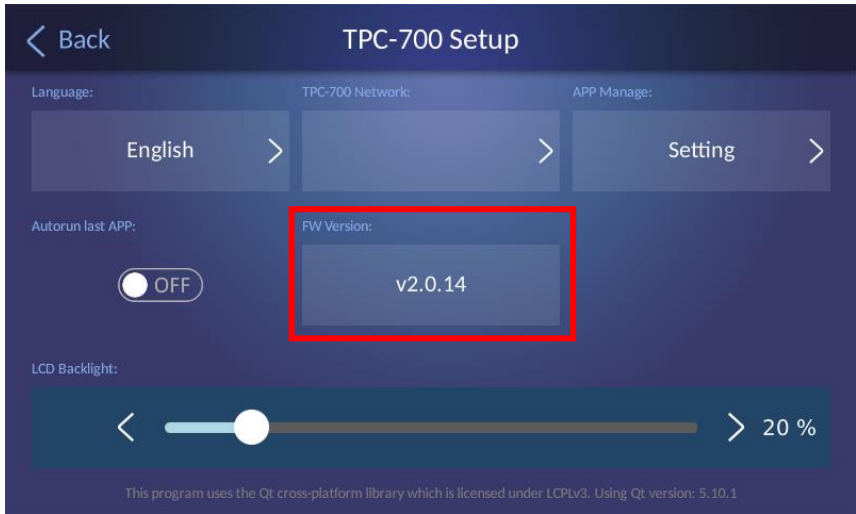 Back
TPC-700 Setup
Language:
TPC-700 Network:
APP Manage:
English
Setting
Autorun last APP:
FW Version:
OFF
v2.0.14
LCD Backlight:
20 %
This program uses the Qt cross-platform library which is licensed under LCPLv3. Using Qt version: 5.10.1